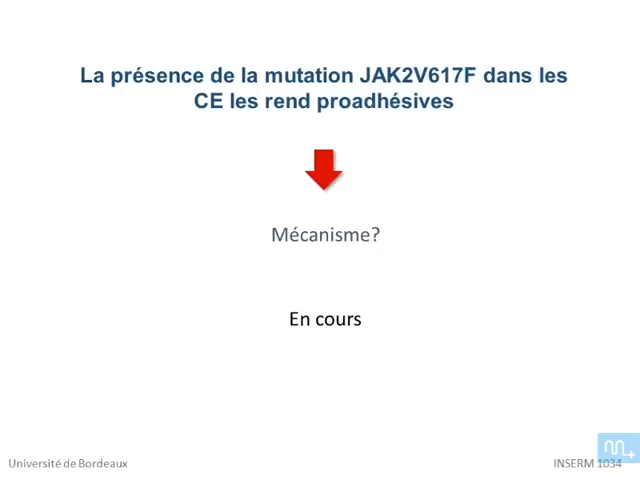 La présence de la mutation JAK2V617F dans les
CE les rend proadhésives
Mécanisme?
En cours
Université de Bordeaux
INSERM 1034